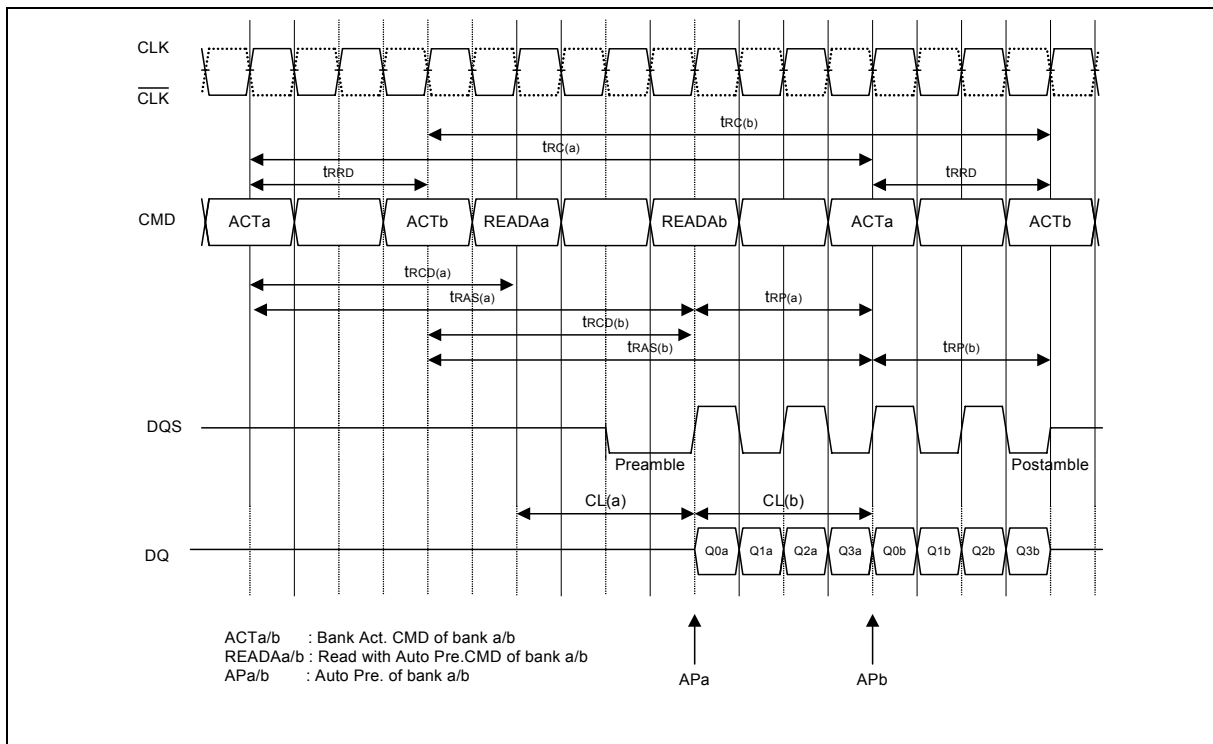 CLK
CLK
tRC(b)
tRC(a)
tRRD tRRD
CMD ACTa ACTb READAa READAb ACTa ACTb
tRCD(a)
tRAS(a) tRP(a)
tRCD(b)
tRAS(b) tRP(b)
DQS
Preamble Postamble
CL(a) CL(b)
DQ Q0a Q1a Q2a Q3a Q0b Q1b Q2b Q3b
ACTa/b : Bank Act. CMD of bank a/b
READAa/b : Read with Auto Pre.CMD of bank a/b
APa/b : Auto Pre. of bank a/b
APa APb